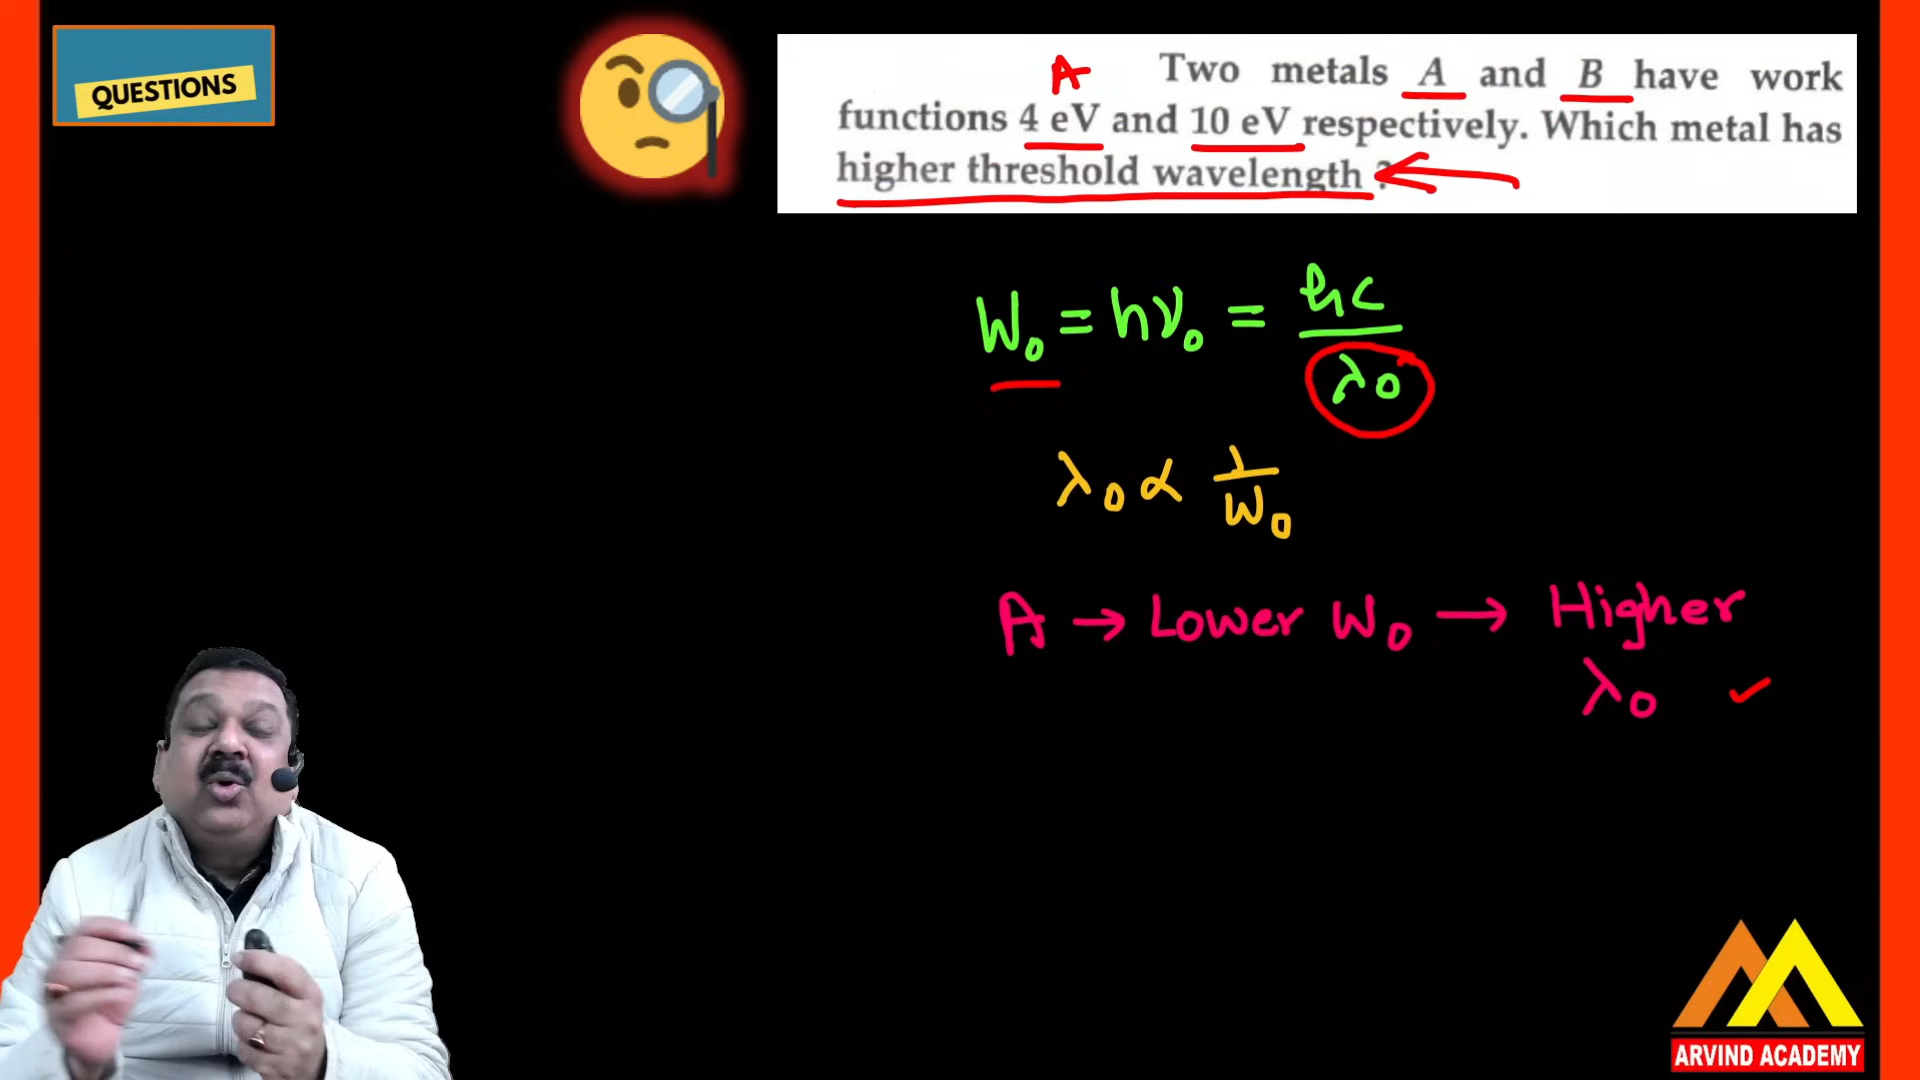 QUESTIONS
A
Two metals A and B have work
functions 4 eV and 10 eV respectively. Which metal has
higher threshold wavelength ?
W₀ = hν₀ = hc / λ₀
λ₀ ∝ 1 / W₀
A → Lower W₀ → Higher
λ₀ ✓
ARVIND ACADEMY